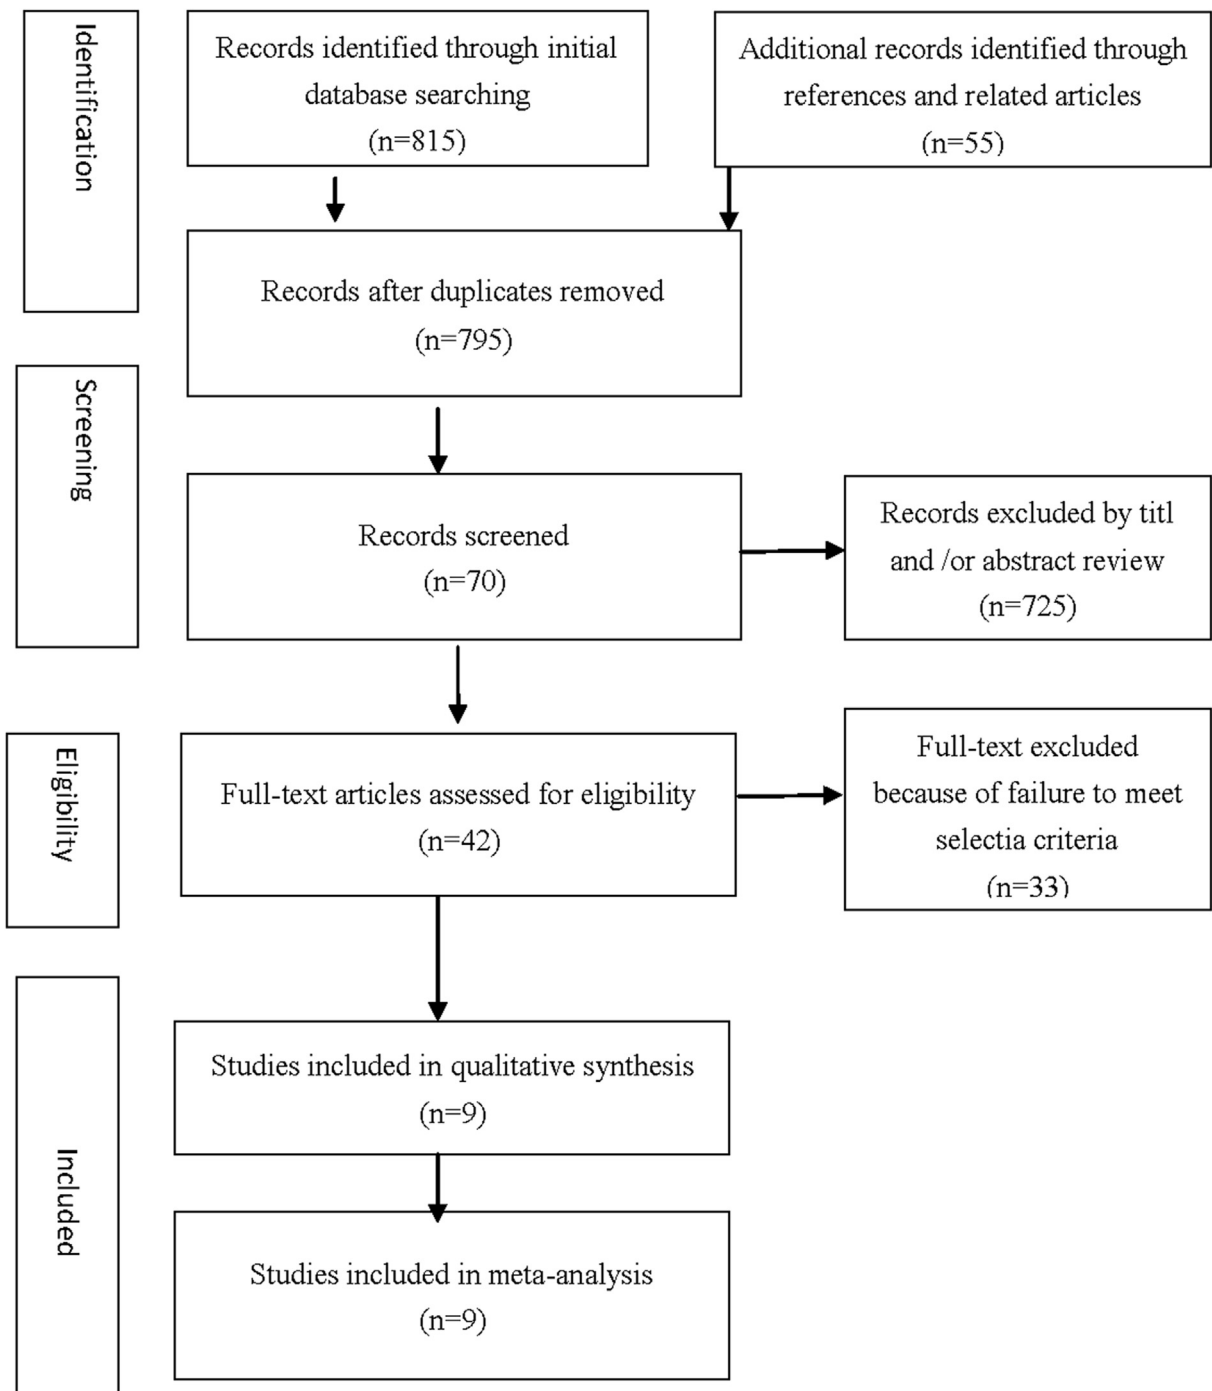 Identification
Records identified through initial
database searching
(n=815)
Additional records identified through
references and related articles
(n=55)
Records after duplicates removed
(n=795)
Screening
Records screened
(n=70)
Records excluded by titl
and /or abstract review
(n=725)
Eligibility
Full-text articles assessed for eligibility
(n=42)
Full-text excluded
because of failure to meet
selectia criteria
(n=33)
Included
Studies included in qualitative synthesis
(n=9)
Studies included in meta-analysis
(n=9)